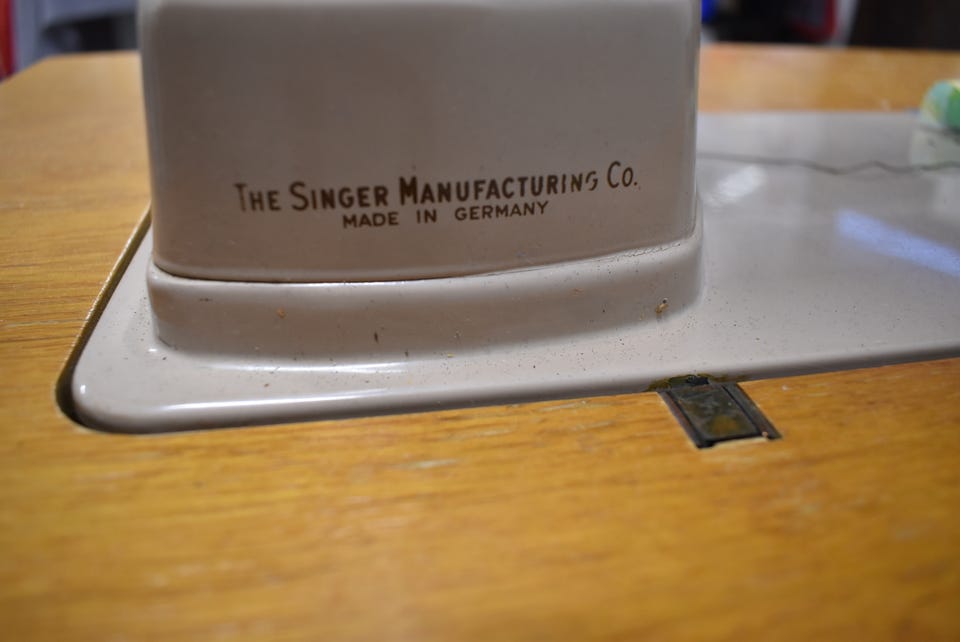 THE SINGER MANUFACTURING CO.
MADE IN GERMANY